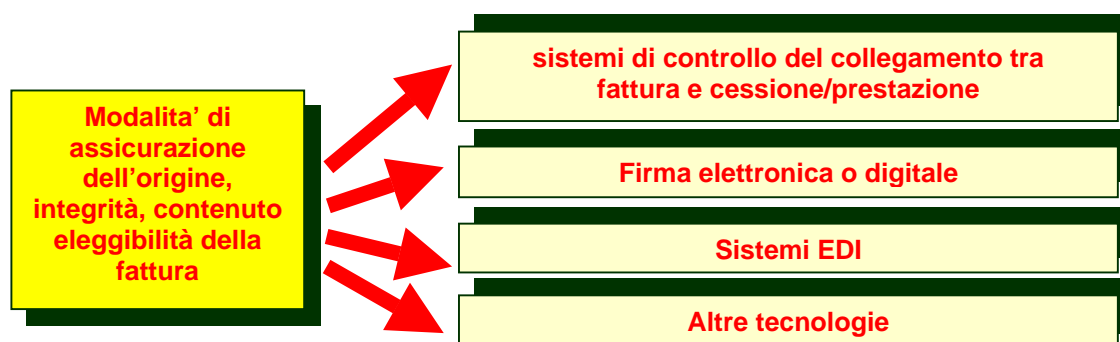 Modalita’ di
assicurazione
dell’origine,
integrità, contenuto
eleggibilità della
fattura
sistemi di controllo del collegamento tra
fattura e cessione/prestazione
Firma elettronica o digitale
Sistemi EDI
Altre tecnologie